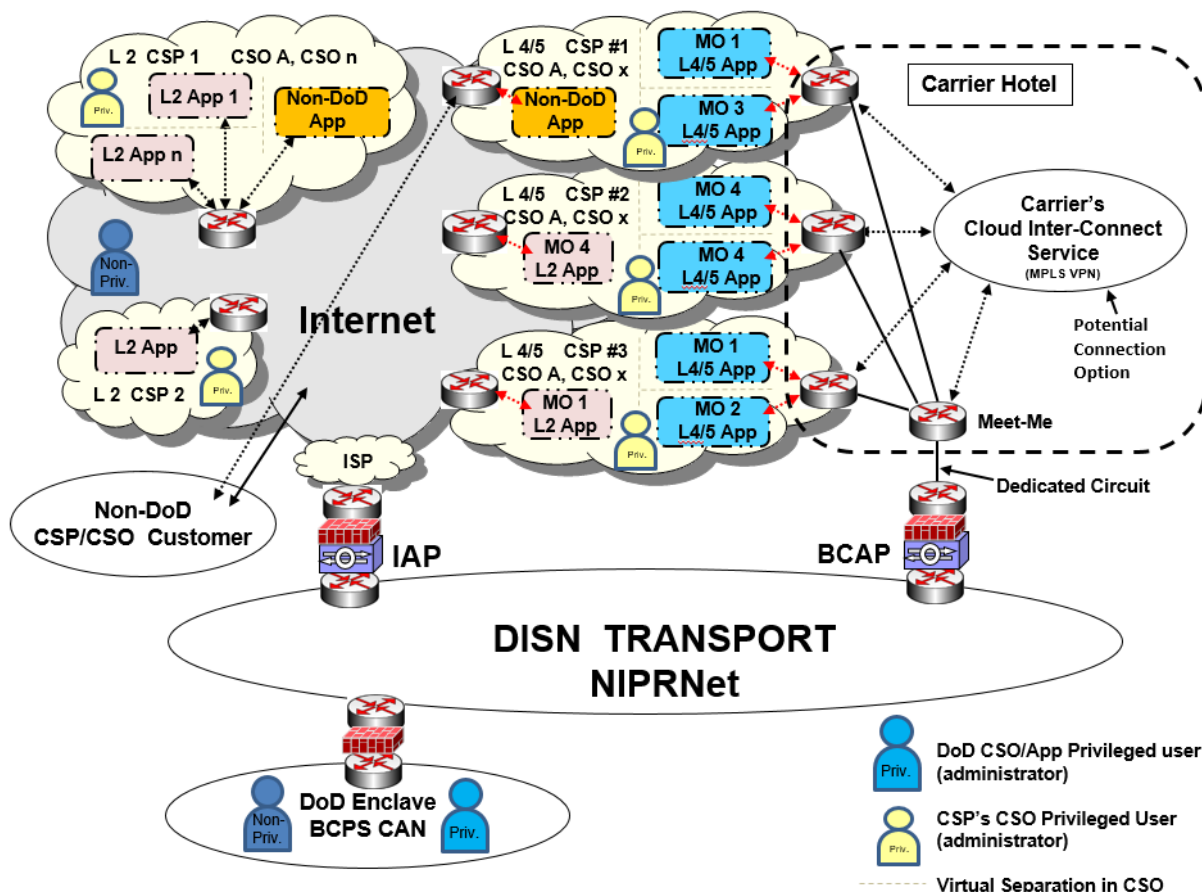 L 2 CSP 1 CSO A, CSO n
Priv.
L2 App 1
Non-DoD
App
L2 App n
Non-
Priv.
L2 App
L 2 CSP 2
Priv.
Internet
L 4/5 CSP #1
CSO A, CSO x
Non-DoD
App
MO 1
L4/5 App
MO 3
L4/5 App
Priv.
L 4/5 CSP #2
CSO A, CSO x
MO 4
L2 App
MO 4
L4/5 App
MO 4
L4/5 App
Priv.
L 4/5 CSP #3
CSO A, CSO x
MO 1
L2 App
MO 1
L4/5 App
MO 2
L4/5 App
Priv.
Carrier Hotel
Carrier's
Cloud Inter-Connect
Service
(MPLS VPN)
Potential
Connection
Option
Meet-Me
Dedicated Circuit
ISP
Non-DoD
CSP/CSO Customer
IAP
BCAP
DISN TRANSPORT
NIPRNet
DoD Enclave
BCPS CAN
Non-
Priv.
Priv.
Priv.
DoD CSO/App Privileged user
(administrator)
Priv.
CSP's CSO Privileged User
(administrator)
Virtual Separation in CSO